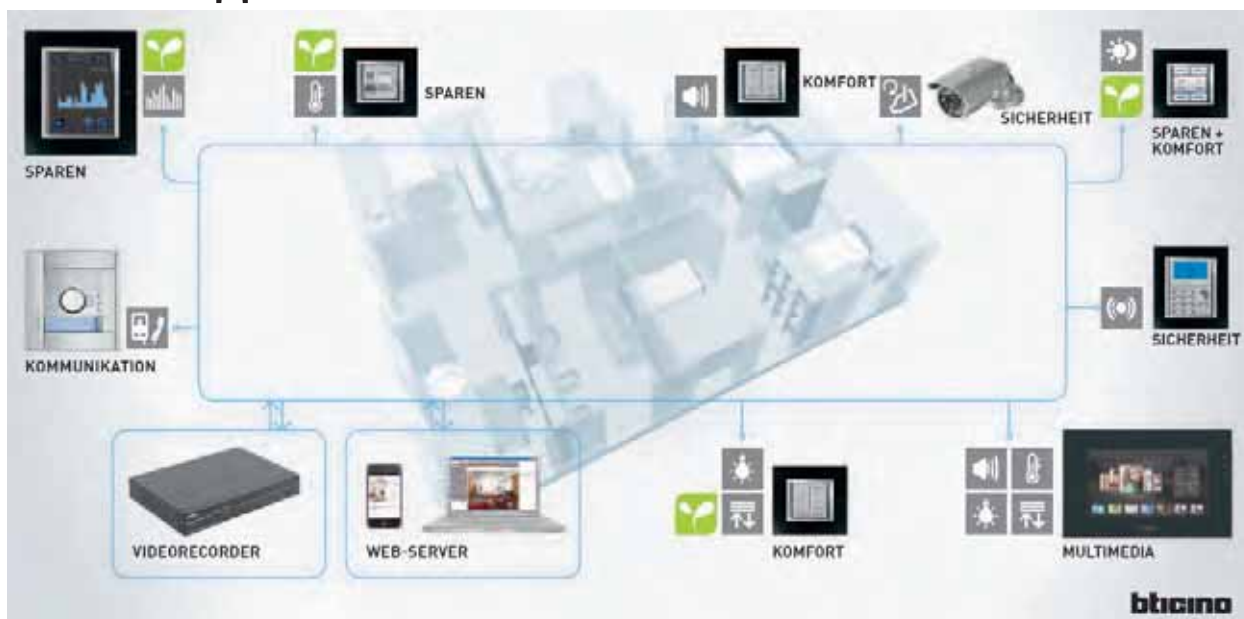 SPAREN
SPAREN
KOMFORT
SICHERHEIT
SPAREN +
KOMFORT
KOMMUNIKATION
SICHERHEIT
VIDEORECORDER
WEB-SERVER
KOMFORT
MULTIMEDIA
bticino